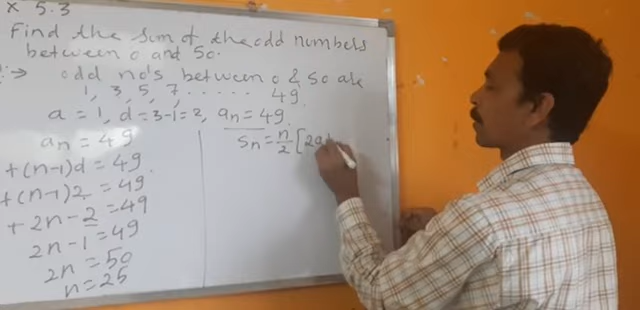 x 5.3
Find the sum of the odd numbers
between 0 and 50.
:→ odd no's between 0 & 50 are
1, 3, 5, 7 ...... 49.
a = 1, d = 3-1 = 2, an = 49.
an = 49
+(n-1)d = 49
+(n-1)2 = 49
+2n-2 = 49
2n-1 = 49
2n = 50
n = 25
Sn = n/2 [2a